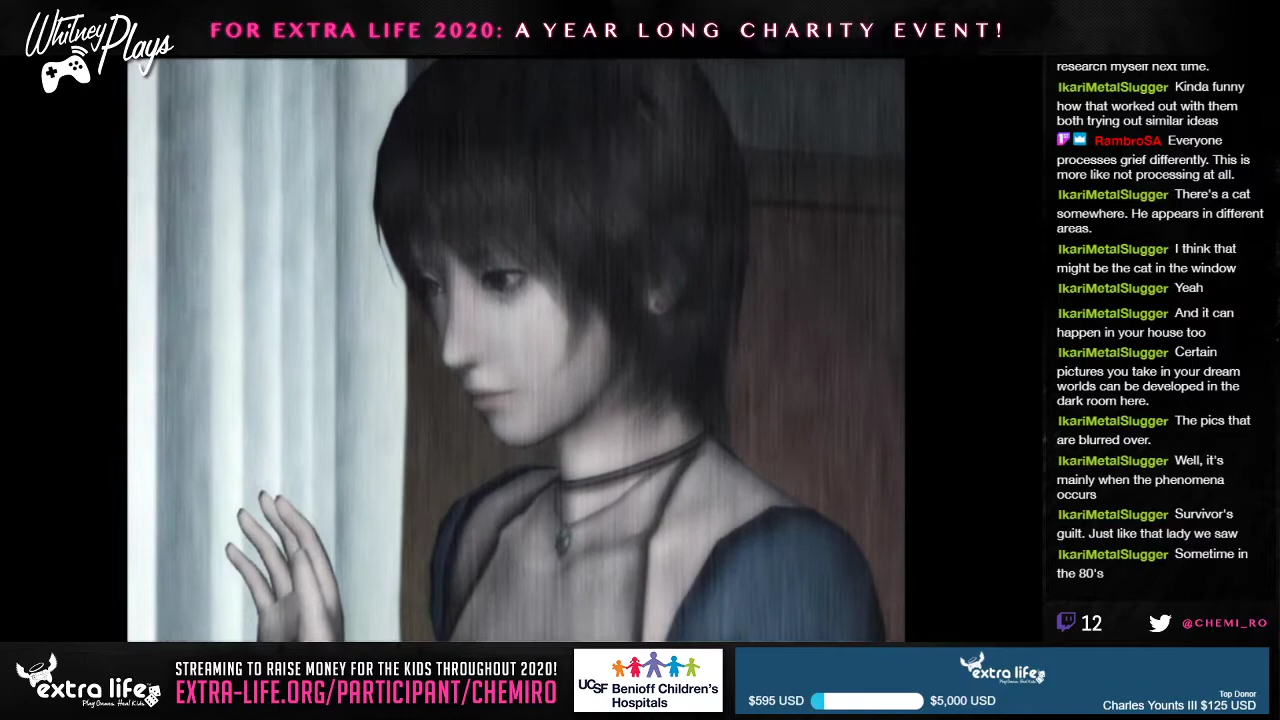 Whitney Plays
FOR EXTRA LIFE 2020: A YEAR LONG CHARITY EVENT!
research myself next time.
IkariMetalSlugger Kinda funny
how that worked out with them
both trying out similar ideas
RambroSA Everyone
processes grief differently. This is
more like not processing at all.
IkariMetalSlugger There's a cat
somewhere. He appears in different
areas.
IkariMetalSlugger I think that
might be the cat in the window
IkariMetalSlugger Yeah
IkariMetalSlugger And it can
happen in your house too
IkariMetalSlugger Certain
pictures you take in your dream
worlds can be developed in the
dark room here.
IkariMetalSlugger The pics that
are blurred over.
IkariMetalSlugger Well, it's
mainly when the phenomena
occurs
IkariMetalSlugger Survivor's
guilt. Just like that lady we saw
IkariMetalSlugger Sometime in
the 80's
12
@CHEMI_RO
extra life
Play Games. Heal Kids.
STREAMING TO RAISE MONEY FOR THE KIDS THROUGHOUT 2020!
EXTRA-LIFE.ORG/PARTICIPANT/CHEMIRO
UCSF Benioff Children's
Hospitals
extra life
Play Games. Heal Kids.
$595 USD
$5,000 USD
Top Donor
Charles Younts III $125 USD